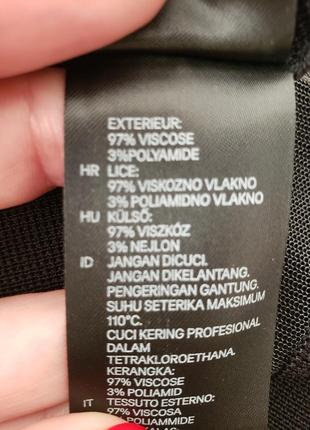 EXTERIEUR:
97% VISCOSE
3%POLYAMIDE
HR LICE:
97% VISKOZNO VLAKNO
3% POLIAMIDNO VLAKNO
HU KÜLSŐ:
97% VISZKÓZ
3% NEJLON
ID JANGAN DICUCI.
JANGAN DIKELANTANG.
PENGERINGAN GANTUNG.
SUHU SETERIKA MAKSIMUM
110°C.
CUCI KERING PROFESIONAL
DALAM
TETRAKLOROETHANA.
KERANGKA:
97% VISCOSE
3% POLIAMID
IT TESSUTO ESTERNO:
97% VISCOSA
POLIAMMIDE